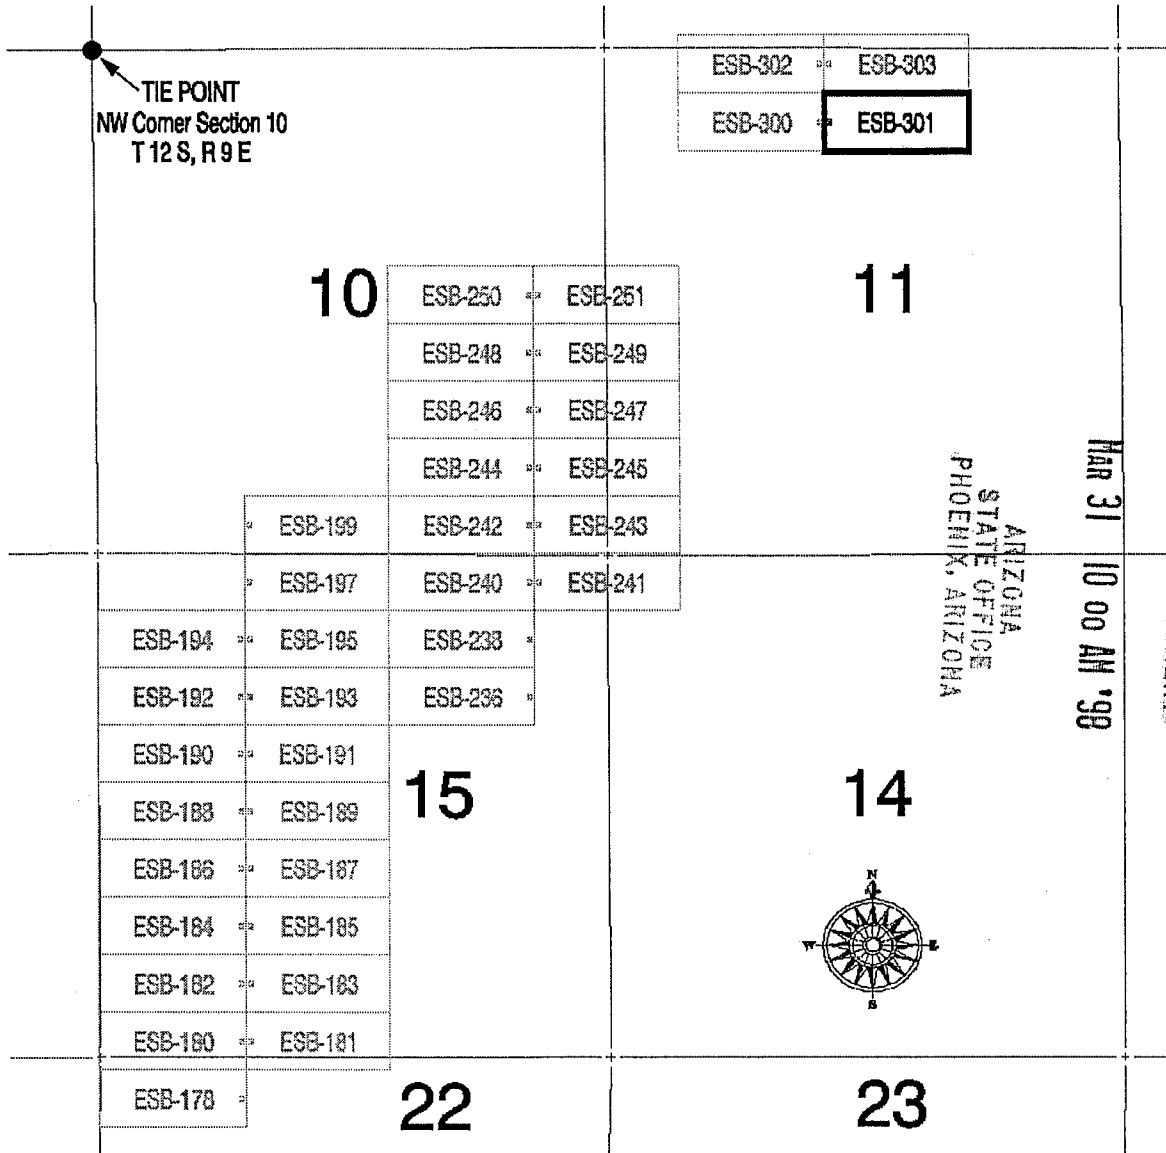 TIE POINT
NW Corner Section 10
T 12 S, R 9 E
ESB-302 ESB-303
ESB-300 ESB-301
10
11
ESB-250 ESB-251
ESB-248 ESB-249
ESB-246 ESB-247
ESB-244 ESB-245
ESB-199 ESB-242 ESB-243
ESB-197 ESB-240 ESB-241
ESB-194 ESB-195 ESB-238
ESB-192 ESB-193 ESB-236
ESB-190 ESB-191
ESB-188 ESB-189
ESB-186 ESB-187
ESB-184 ESB-185
ESB-182 ESB-183
ESB-180 ESB-181
ESB-178
15
14
22
23
N
W E
S
MAR 31 10 00 AM '98
ARIZONA
STATE OFFICE
PHOENIX, ARIZONA